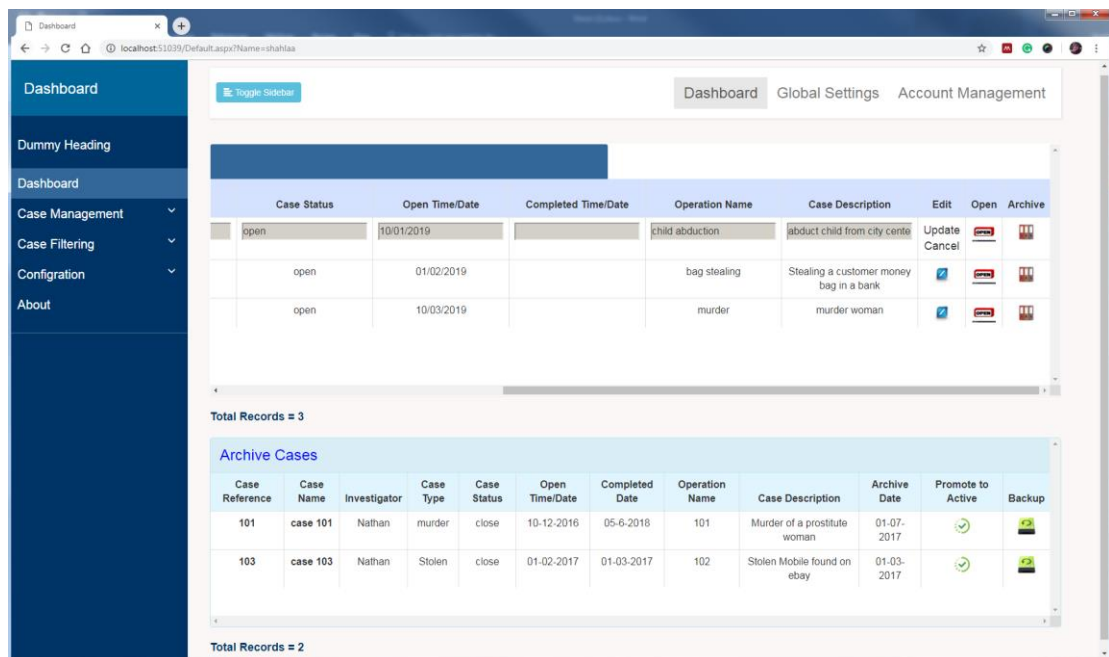 Dashboard
localhost:51039/Default.aspx?Name=shahlaa
Dashboard
Toggle Sidebar
Dashboard Global Settings Account Management
Dummy Heading
Dashboard
Case Management
Case Filtering
Configration
About
Case Status Open Time/Date Completed Time/Date Operation Name Case Description Edit Open Archive
open 10/01/2019 child abduction abduct child from city cente Update OPEN
Cancel
open 01/02/2019 bag stealing Stealing a customer money OPEN
bag in a bank
open 10/03/2019 murder murder woman OPEN
Total Records = 3
Archive Cases
Case Case Case Case Open Completed Operation Archive Promote to
Reference Name Investigator Type Status Time/Date Date Name Case Description Date Active Backup
101 case 101 Nathan murder close 10-12-2016 05-6-2018 101 Murder of a prostitute 01-07-
woman 2017
103 case 103 Nathan Stolen close 01-02-2017 01-03-2017 102 Stolen Mobile found on 01-03-
ebay 2017
Total Records = 2